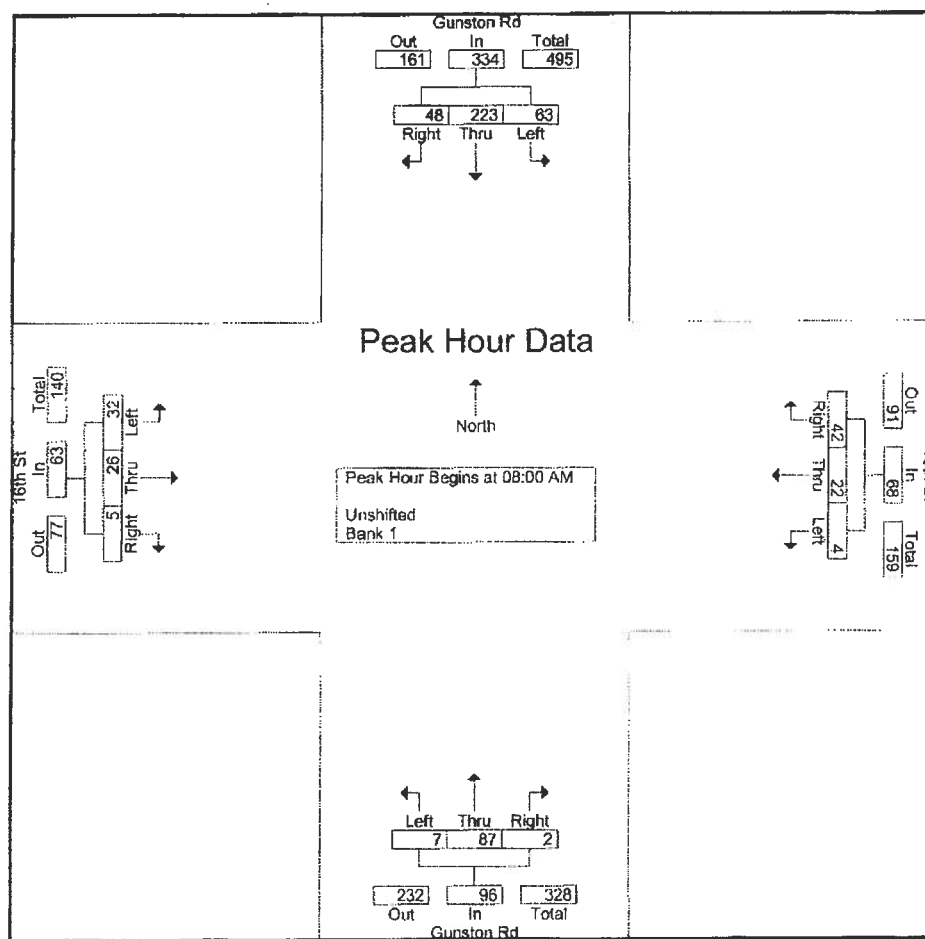 Gunston Rd
Out In Total
161 334 495
48 223 63
Right Thru Left
Peak Hour Data
North
Peak Hour Begins at 08:00 AM
Unshifted
Bank 1
16th St
Total In Out
140 63 77
32 26 5
Left Thru Right
Right Thru Left
42 22 4
Out In Total
91 68 159
Left Thru Right
7 87 2
232 96 328
Out In Total
Gunston Rd